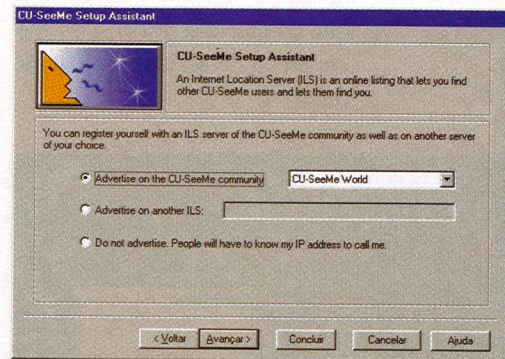 CU-SeeMe Setup Assistant
CU-SeeMe Setup Assistant
An Internet Location Server (ILS) is an online listing that lets you find
other CU-SeeMe users and lets them find you.
You can register yourself with an ILS server of the CU-SeeMe community as well as on another server
of your choice.
Advertise on the CU-SeeMe community
CU-SeeMe World
Advertise on another ILS:
Do not advertise. People will have to know my IP address to call me.
< Voltar
Avançar >
Concluir
Cancelar
Ajuda